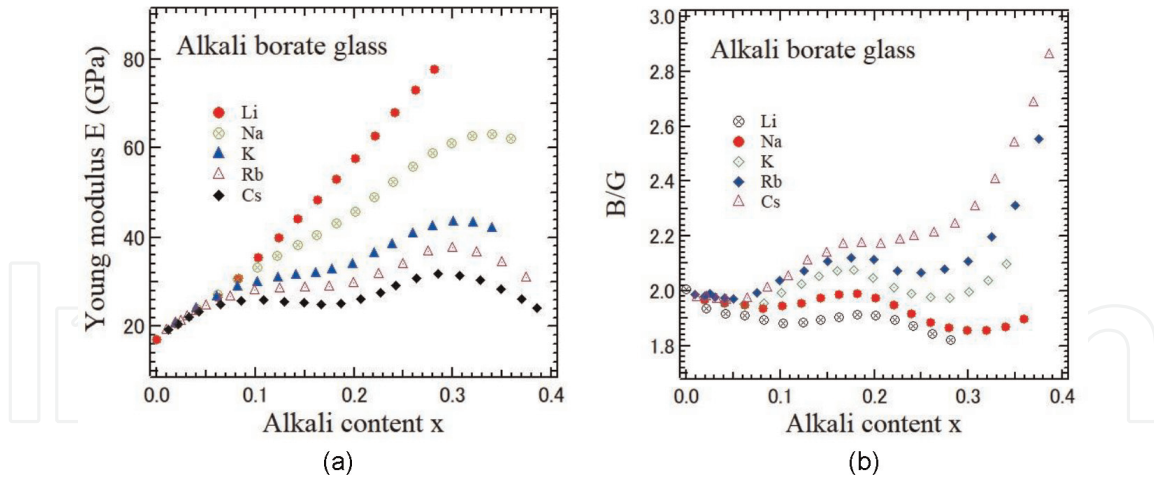 Alkali borate glass
Li
Na
K
Rb
Cs
Young modulus E (GPa)
80
60
40
20
0.0
0.1
0.2
0.3
0.4
Alkali content x
(a)
Alkali borate glass
Li
Na
K
Rb
Cs
B/G
3.0
2.8
2.6
2.4
2.2
2.0
1.8
0.0
0.1
0.2
0.3
0.4
Alkali content x
(b)